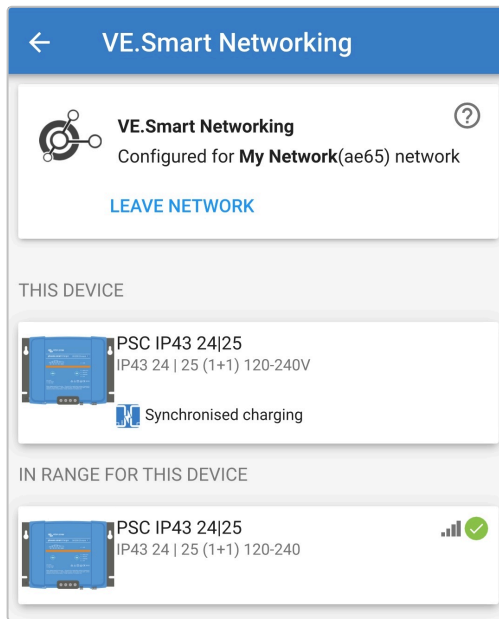 VE.Smart Networking
VE.Smart Networking
Configured for My Network(ae65) network
LEAVE NETWORK
THIS DEVICE
PSC IP43 24|25
IP43 24 | 25 (1+1) 120-240V
Synchronised charging
IN RANGE FOR THIS DEVICE
PSC IP43 24|25
IP43 24 | 25 (1+1) 120-240